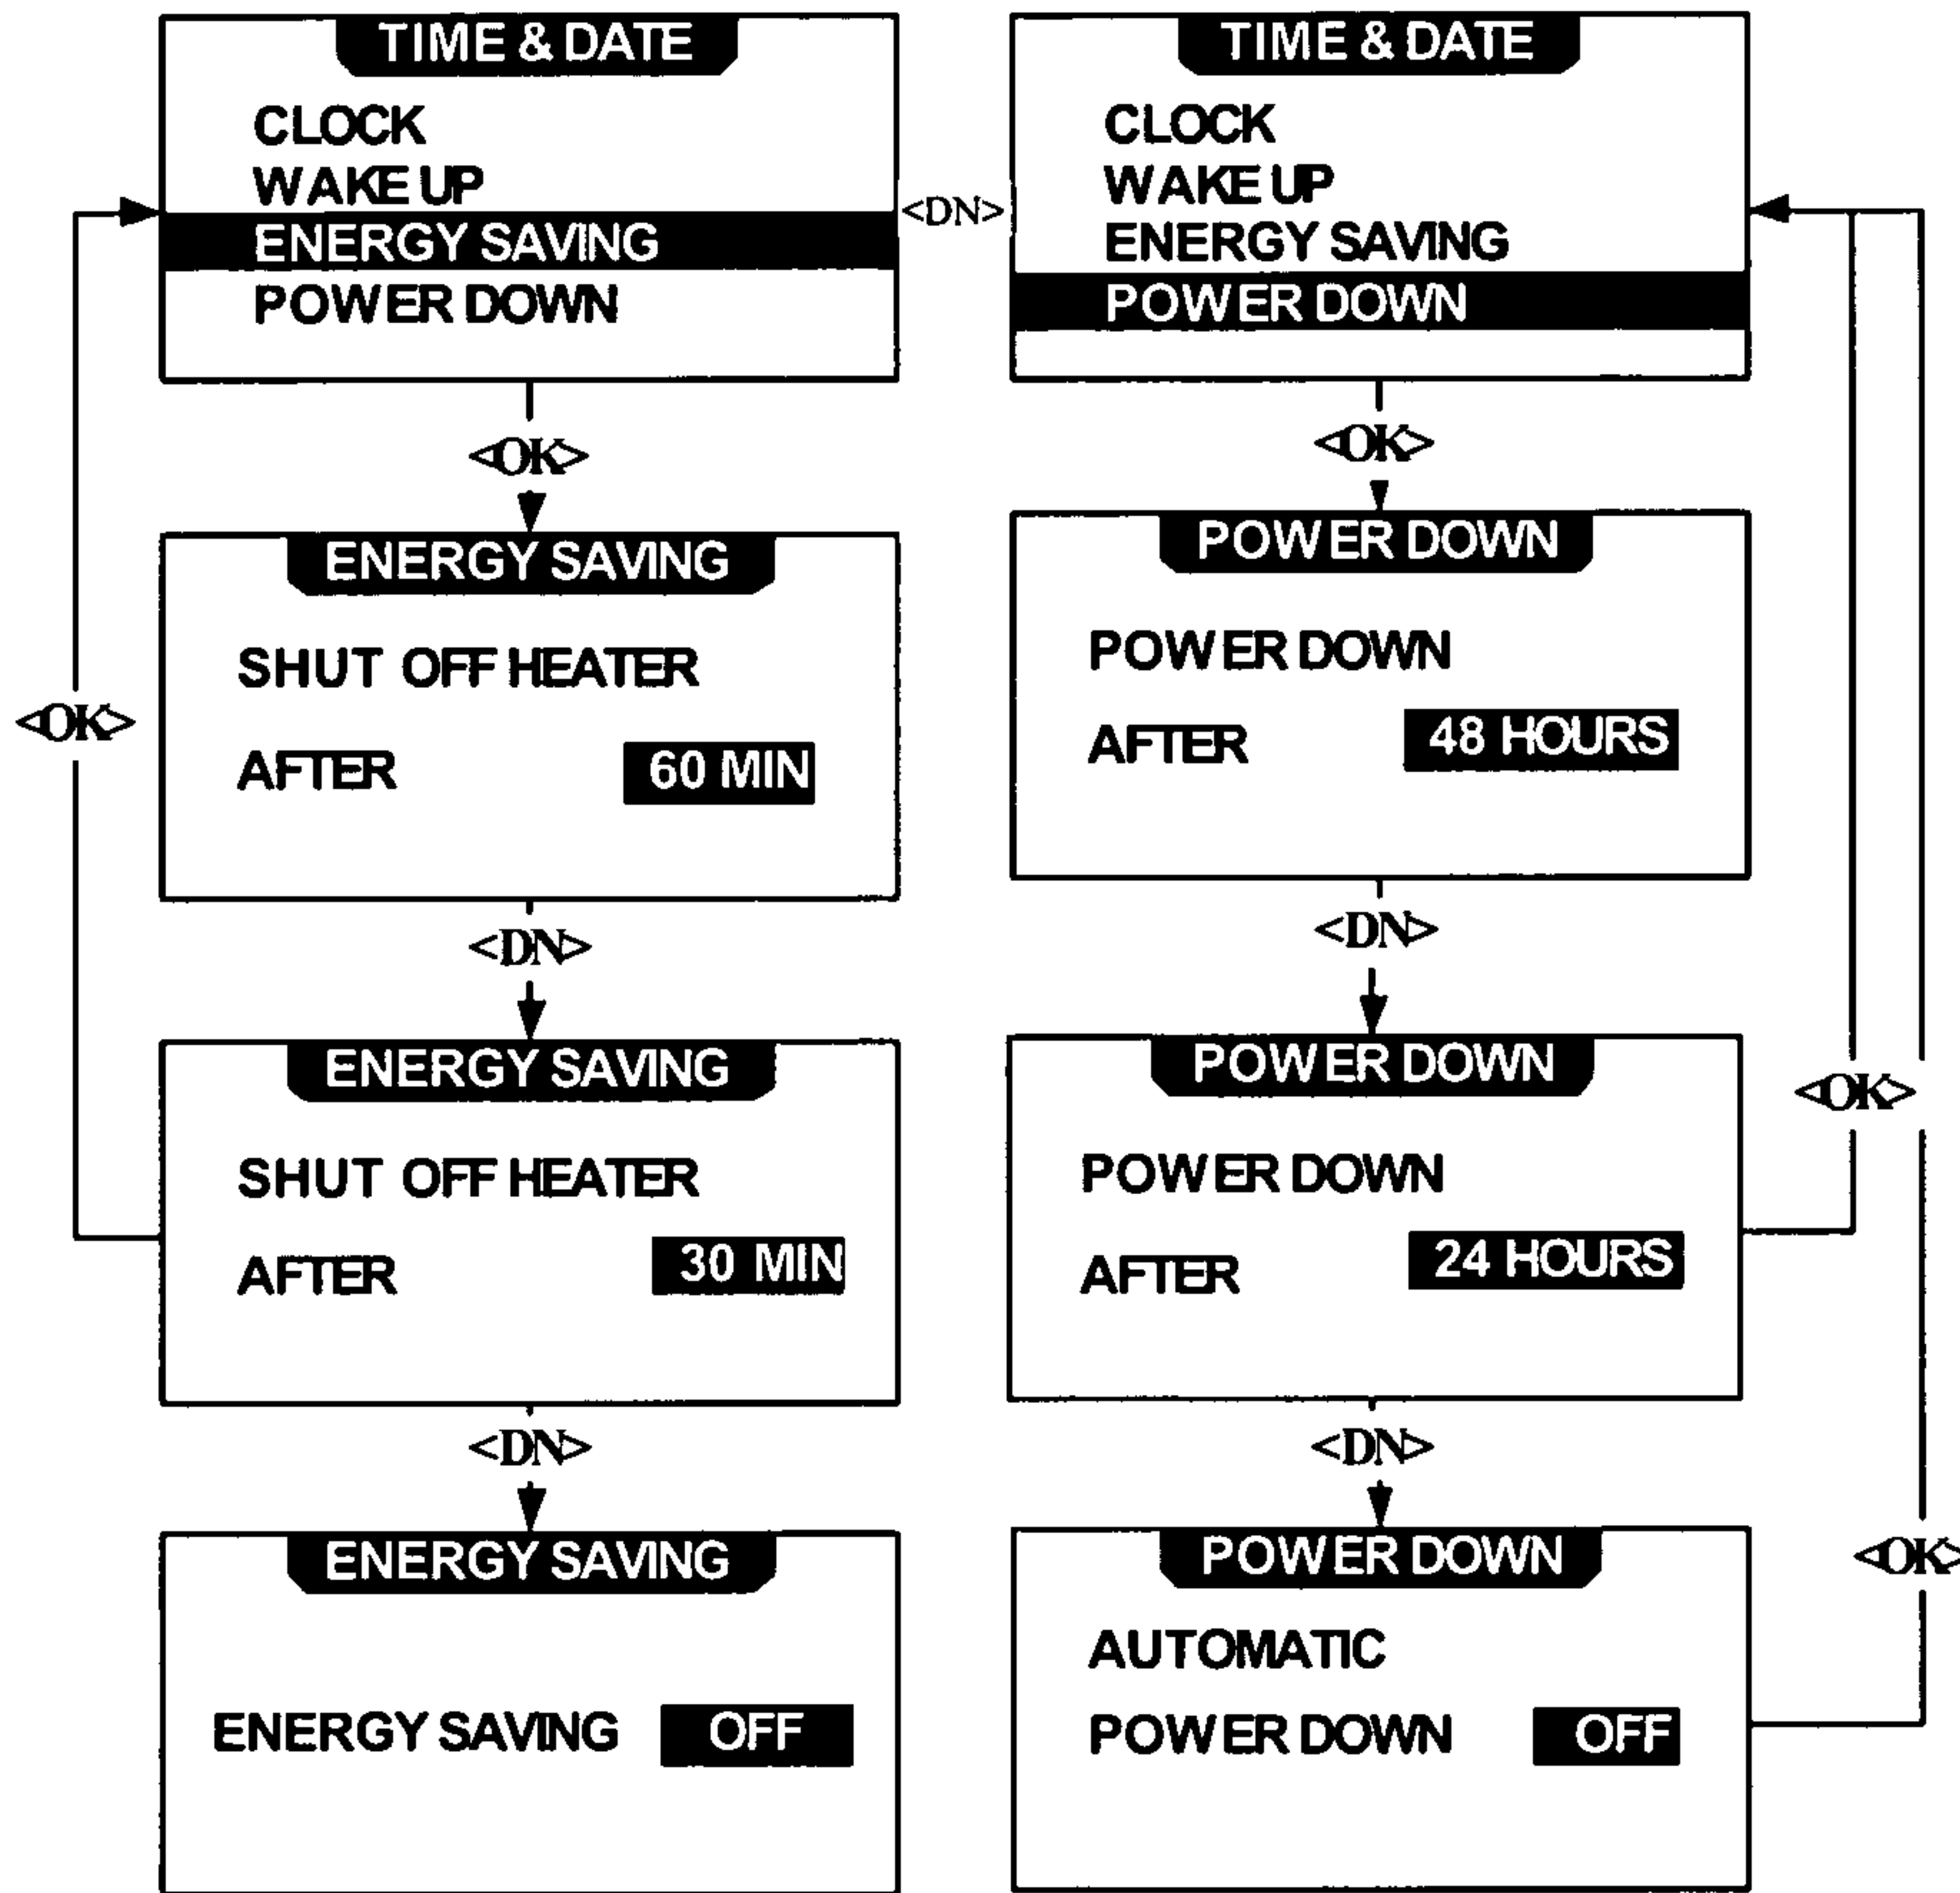 TIME & DATE
CLOCK
WAKE UP
ENERGY SAVING
POWER DOWN
<DN>
TIME & DATE
CLOCK
WAKE UP
ENERGY SAVING
POWER DOWN
<OK>
<OK>
ENERGY SAVING
SHUT OFF HEATER
AFTER 60 MIN
POWER DOWN
POWER DOWN
AFTER 48 HOURS
<OK>
<DN>
<DN>
ENERGY SAVING
SHUT OFF HEATER
AFTER 30 MIN
POWER DOWN
POWER DOWN
AFTER 24 HOURS
<OK>
<DN>
<DN>
ENERGY SAVING
ENERGY SAVING OFF
POWER DOWN
AUTOMATIC
POWER DOWN OFF
<OK>